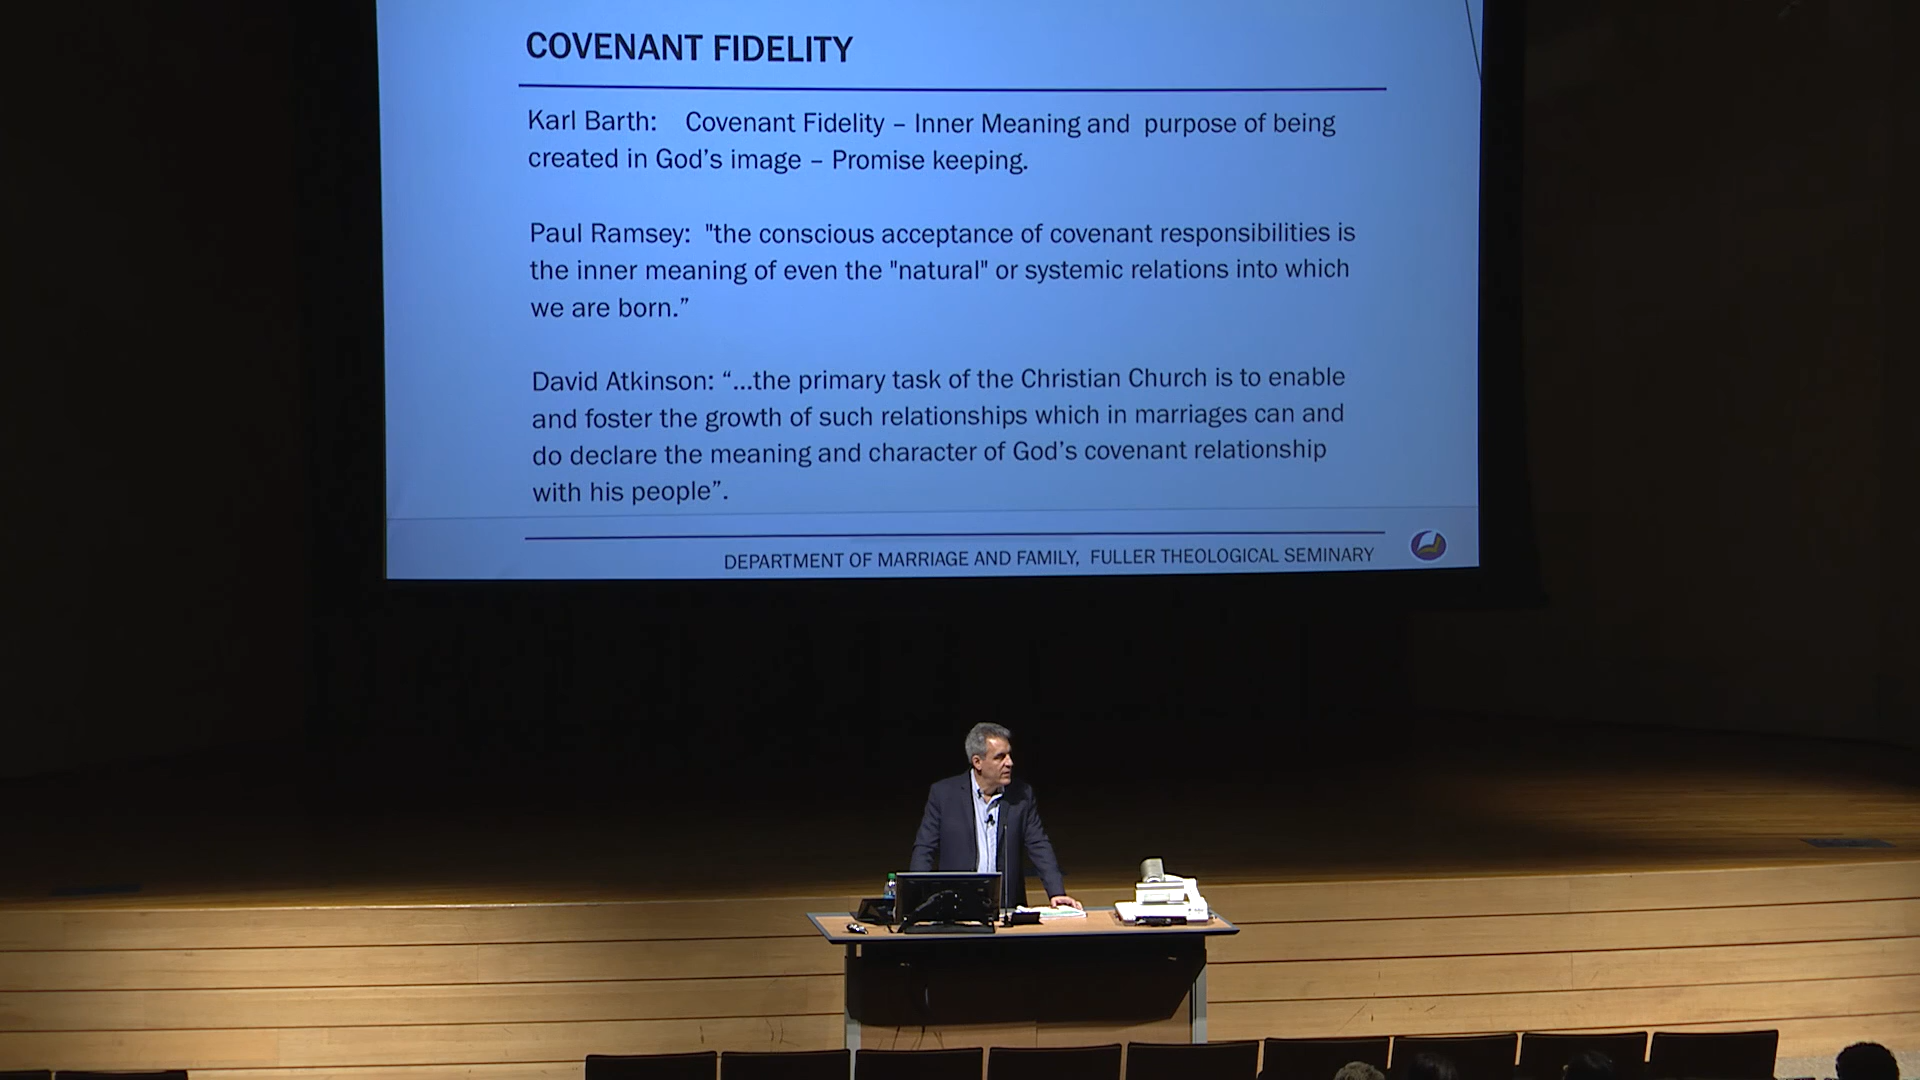 COVENANT FIDELITY
Karl Barth: Covenant Fidelity – Inner Meaning and purpose of being
created in God’s image – Promise keeping.
Paul Ramsey: "the conscious acceptance of covenant responsibilities is
the inner meaning of even the "natural" or systemic relations into which
we are born.”
David Atkinson: “...the primary task of the Christian Church is to enable
and foster the growth of such relationships which in marriages can and
do declare the meaning and character of God’s covenant relationship
with his people”.
DEPARTMENT OF MARRIAGE AND FAMILY, FULLER THEOLOGICAL SEMINARY